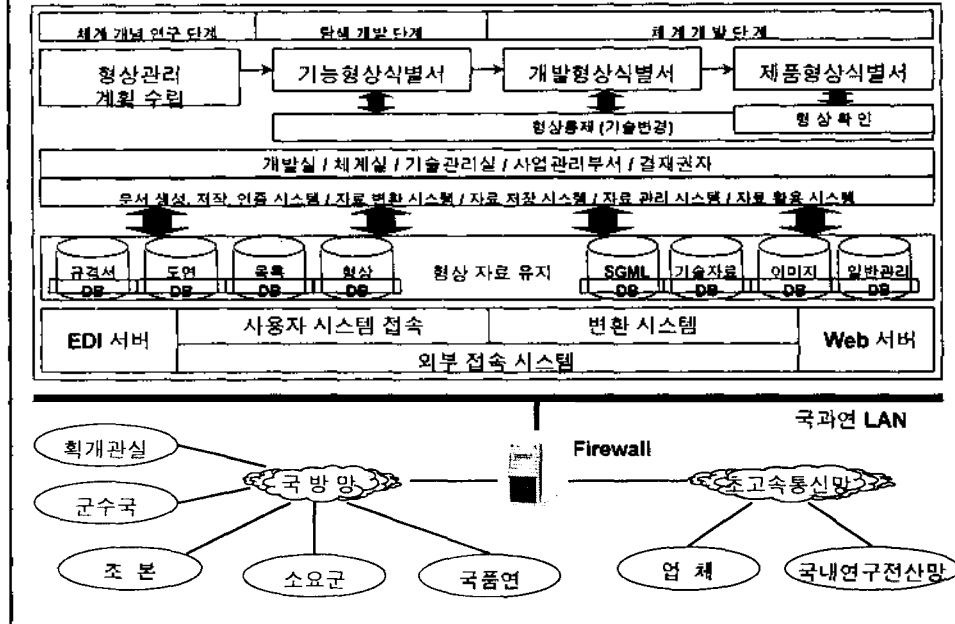 체계 개념 연구 단계 탐색 개발 단계 체 계 개 발 단 계
형상관리 기능형상식별서 개발형상식별서 제품형상식별서
계획 수립
형상통제 (기술변경) 형 상 확 인
개발실 / 체계실 / 기술관리실 / 사업관리부서 / 결재권자
문서 생성, 저작, 인증 시스템 / 자료 변환 시스템 / 자료 저장 시스템 / 자료 관리 시스템 / 자료 활용 시스템
규격서 도면 목록 형상 형상 자료 유지 SGML 기술자료 이미지 일반관리
DB DB DB DB DB DB DB DB
EDI 서버 사용자 시스템 접속 변환 시스템 Web 서버
외부 접속 시스템
국과연 LAN
획개관실 Firewall
국 방 망 초고속통신망
군수국
조 본 소요군 국품연 업 체 국내연구전산망